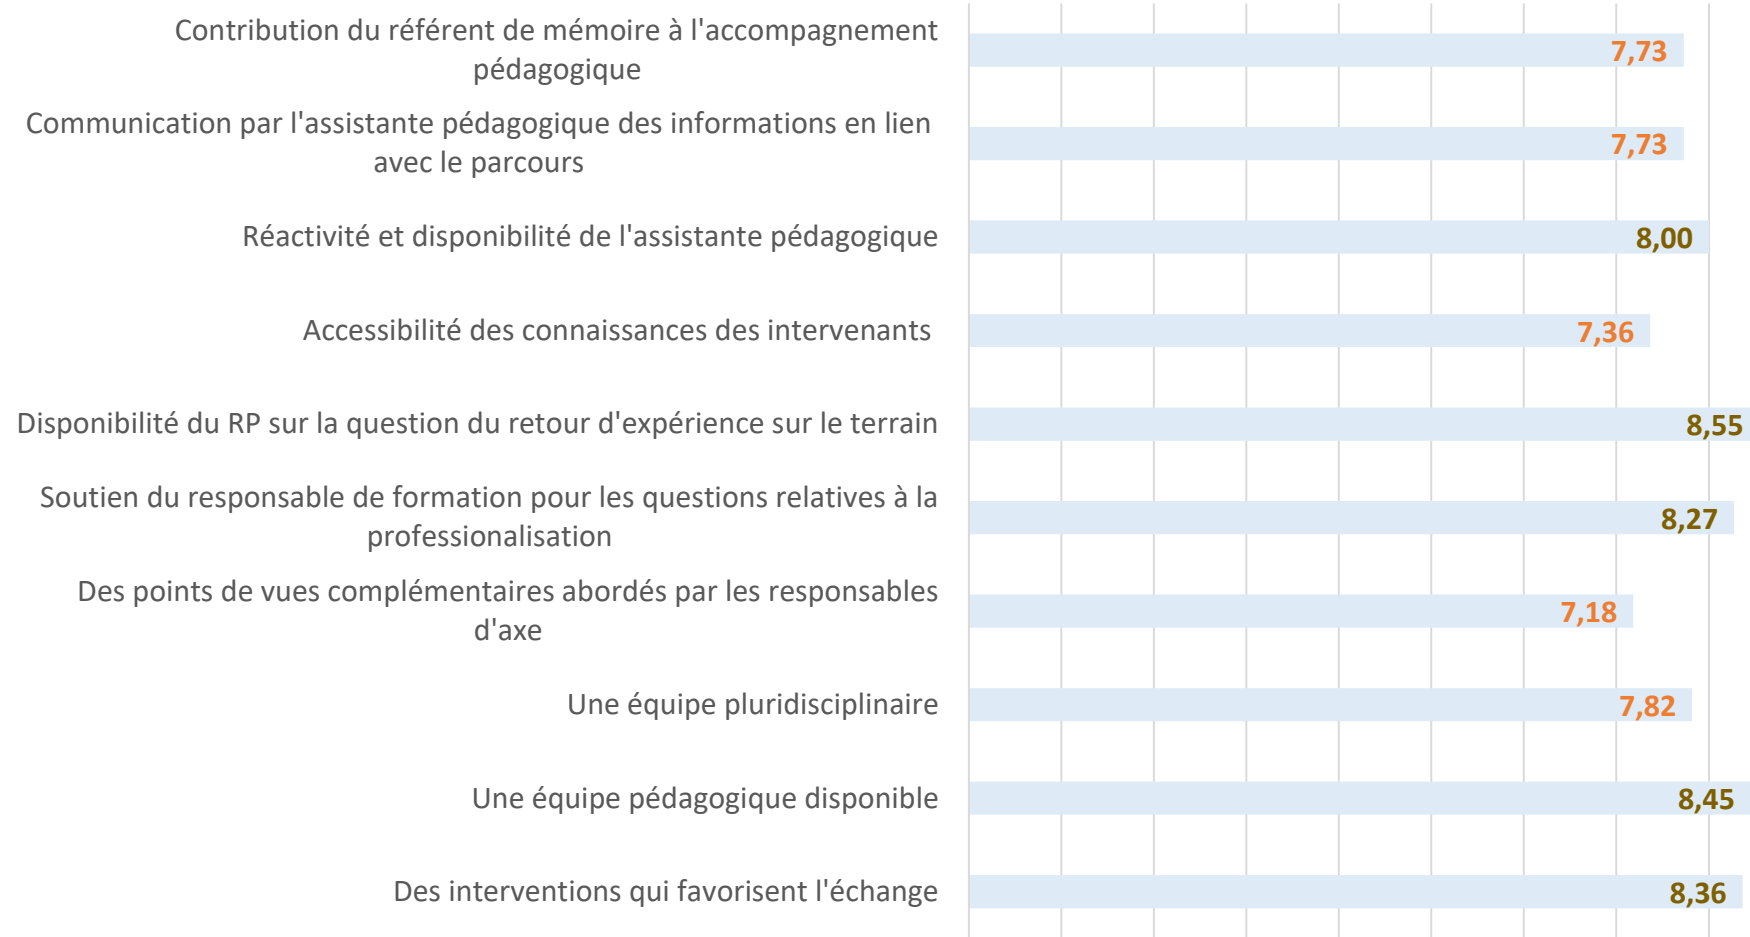 Contribution du référent de mémoire à l'accompagnement
pédagogique
7,73
Communication par l'assistante pédagogique des informations en lien
avec le parcours
7,73
Réactivité et disponibilité de l'assistante pédagogique
8,00
Accessibilité des connaissances des intervenants
7,36
Disponibilité du RP sur la question du retour d'expérience sur le terrain
8,55
Soutien du responsable de formation pour les questions relatives à la
professionalisation
8,27
Des points de vues complémentaires abordés par les responsables
d'axe
7,18
Une équipe pluridisciplinaire
7,82
Une équipe pédagogique disponible
8,45
Des interventions qui favorisent l'échange
8,36